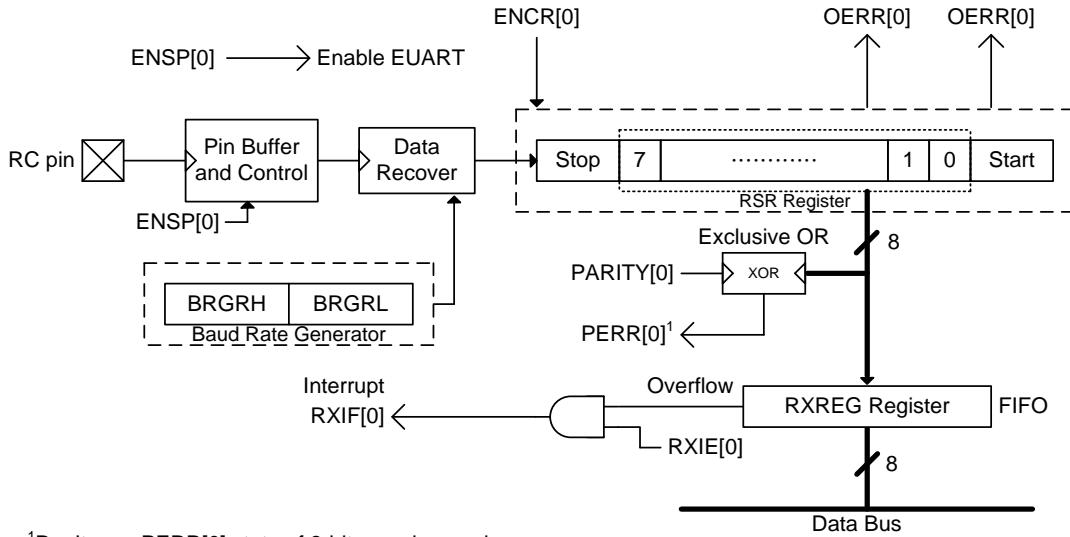 ENCR[0]
OERR[0]
OERR[0]
ENSP[0]
Enable EUART
RC pin
Pin Buffer
and Control
Data
Recover
Stop
7
............
1
0
Start
RSR Register
ENSP[0]
8
Exclusive OR
PARITY[0]
XOR
BRGRH
BRGRL
Baud Rate Generator
PERR[0]¹
Interrupt
RXIF[0]
Overflow
RXREG Register
FIFO
RXIE[0]
8
Data Bus